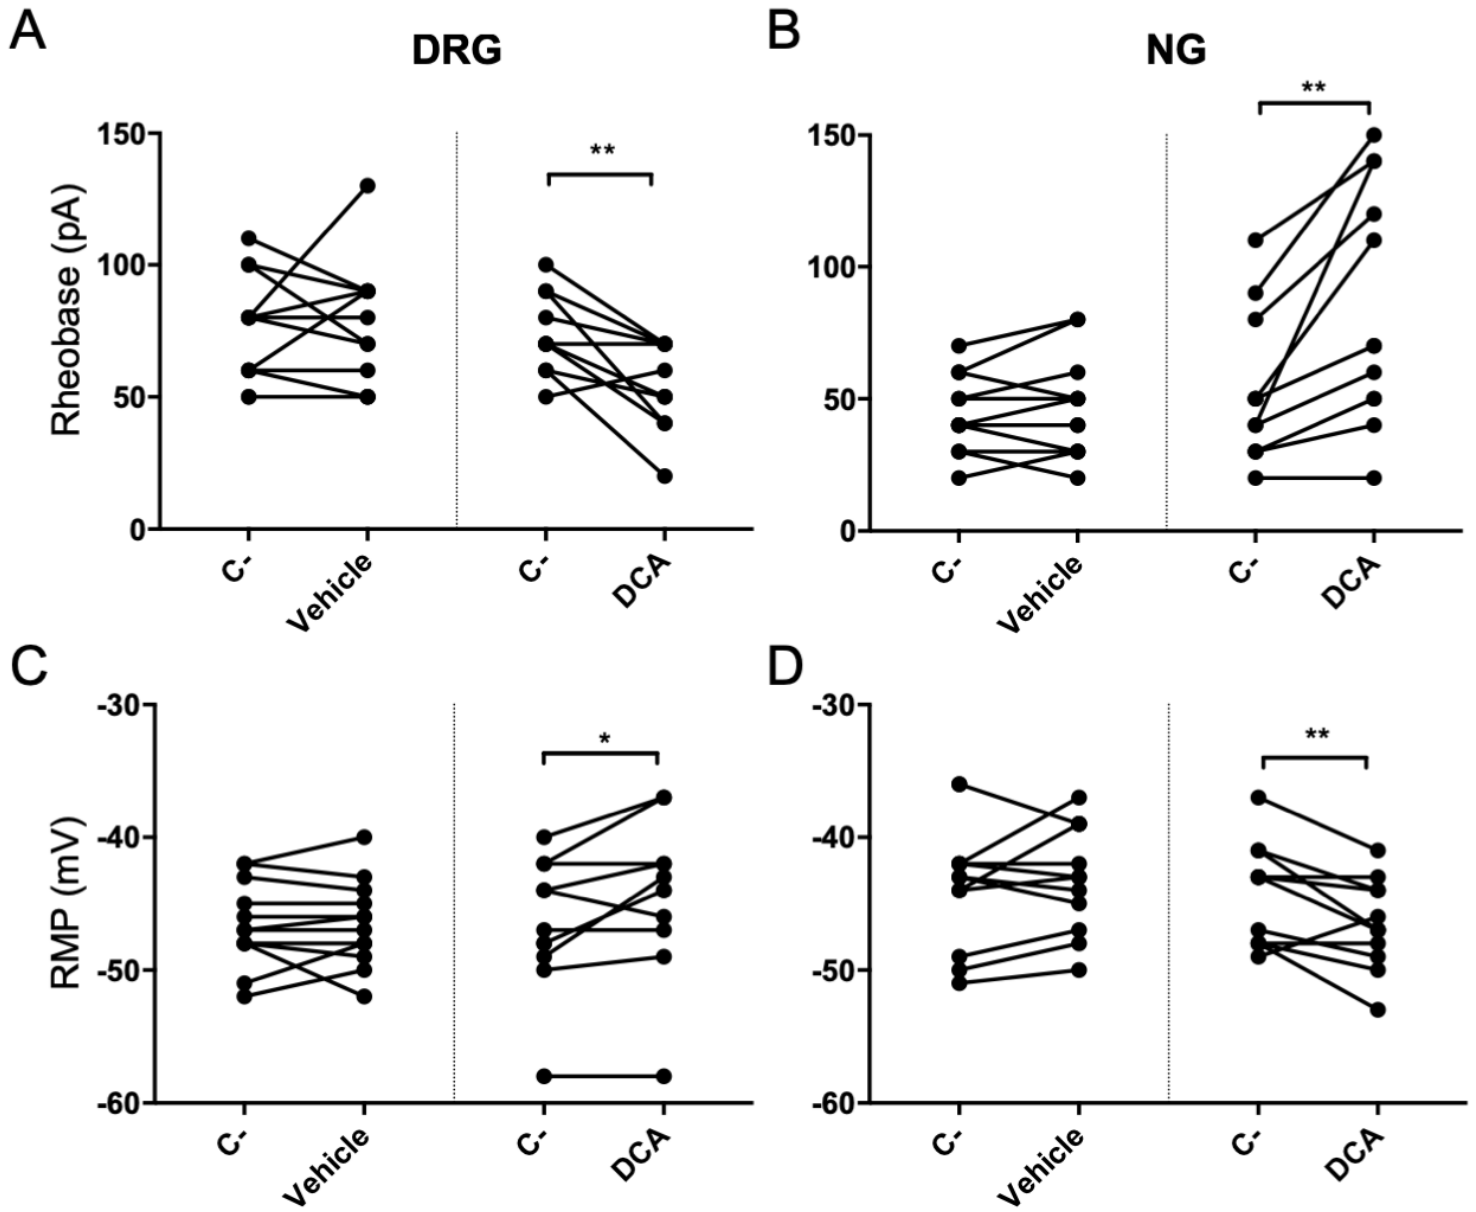 A
DRG
Rheobase (pA)
150
100
50
0
**
C-
Vehicle
C-
DCA
B
NG
150
100
50
0
**
C-
Vehicle
C-
DCA
C
RMP (mV)
-30
-40
-50
-60
*
C-
Vehicle
C-
DCA
D
-30
-40
-50
-60
**
C-
Vehicle
C-
DCA